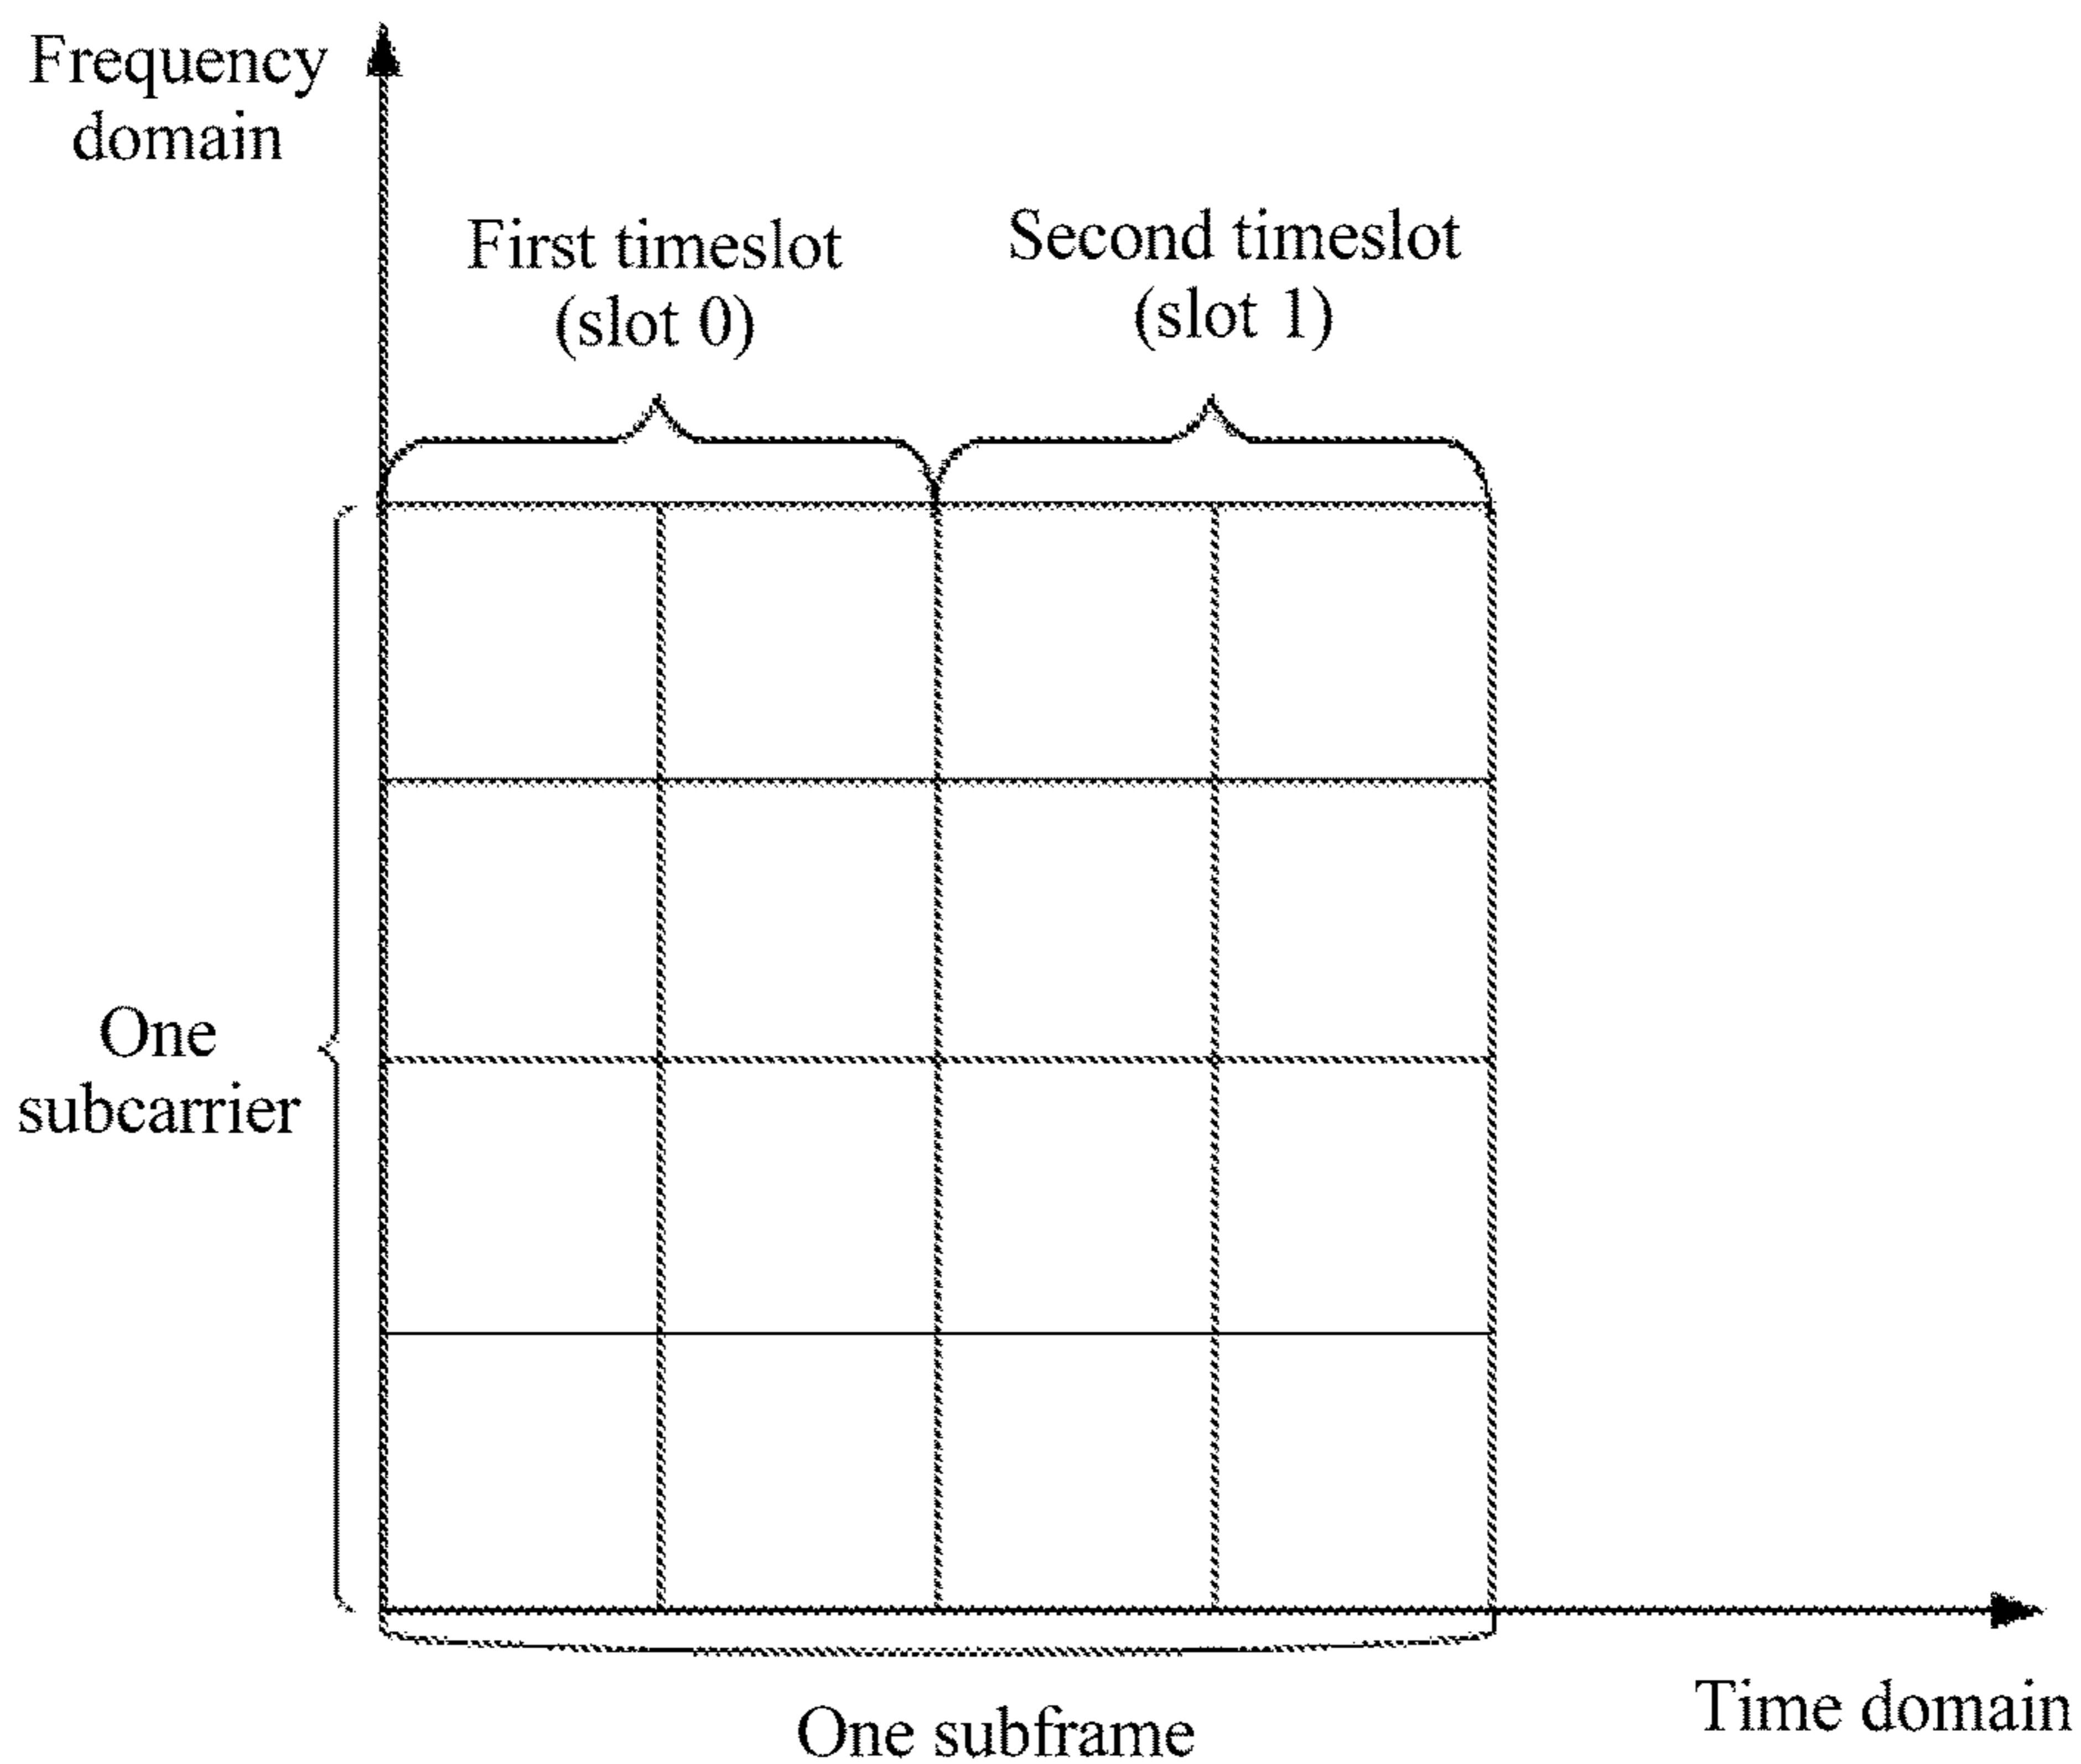 Frequency
domain
First timeslot
(slot 0)
Second timeslot
(slot 1)
One
subcarrier
One subframe
Time domain